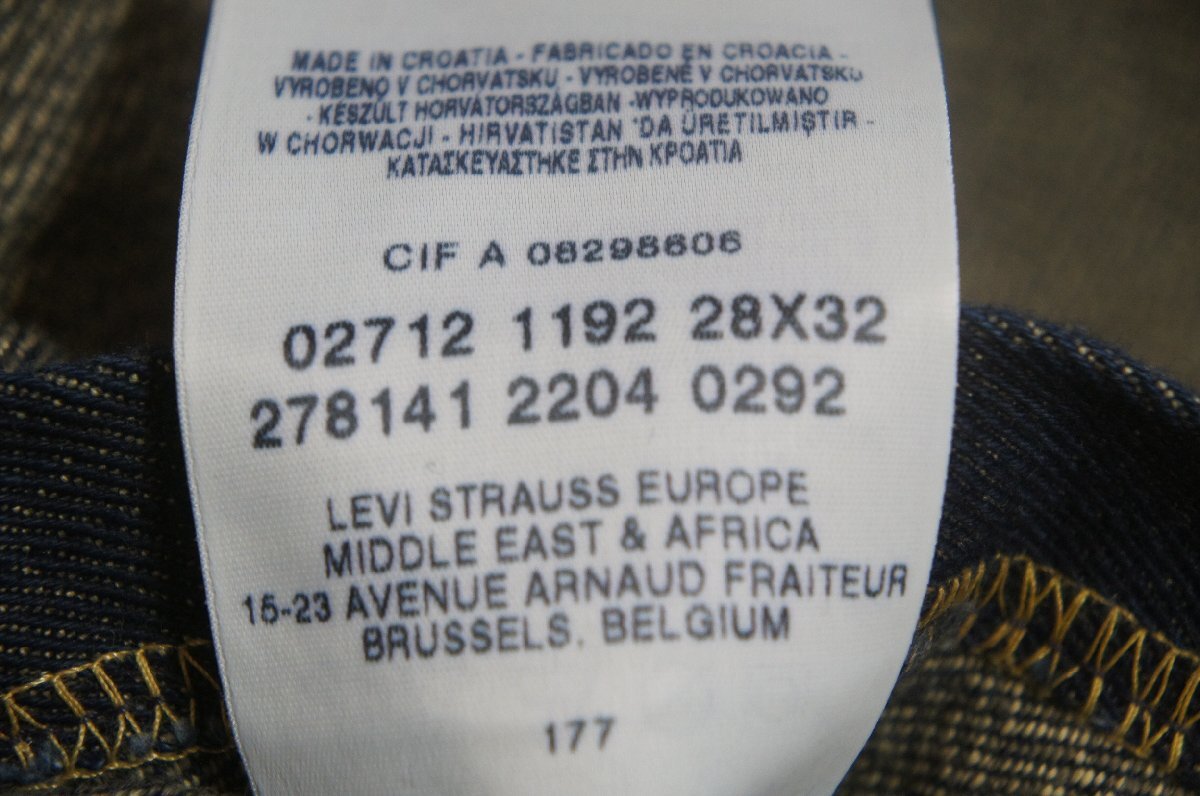 MADE IN CROATIA - FABRICADO EN CROACIA -
VYROBENO V CHORVATSKU - VYROBENÉ V CHORVATSKU
- KÉSZÜLT HORVÁTORSZÁGBAN -WYPRODUKOWANO
W CHORWACJI - HIRVATISTAN 'DA ÜRETILMIŞTIR -
ΚΑΤΑΣΚΕΥΑΣΤΗΚΕ ΣΤΗΝ ΚΡΟΑΤΙΑ
CIF A 08298606
02712 1192 28X32
278141 2204 0292
LEVI STRAUSS EUROPE
MIDDLE EAST & AFRICA
15-23 AVENUE ARNAUD FRAITEUR
BRUSSELS. BELGIUM
177